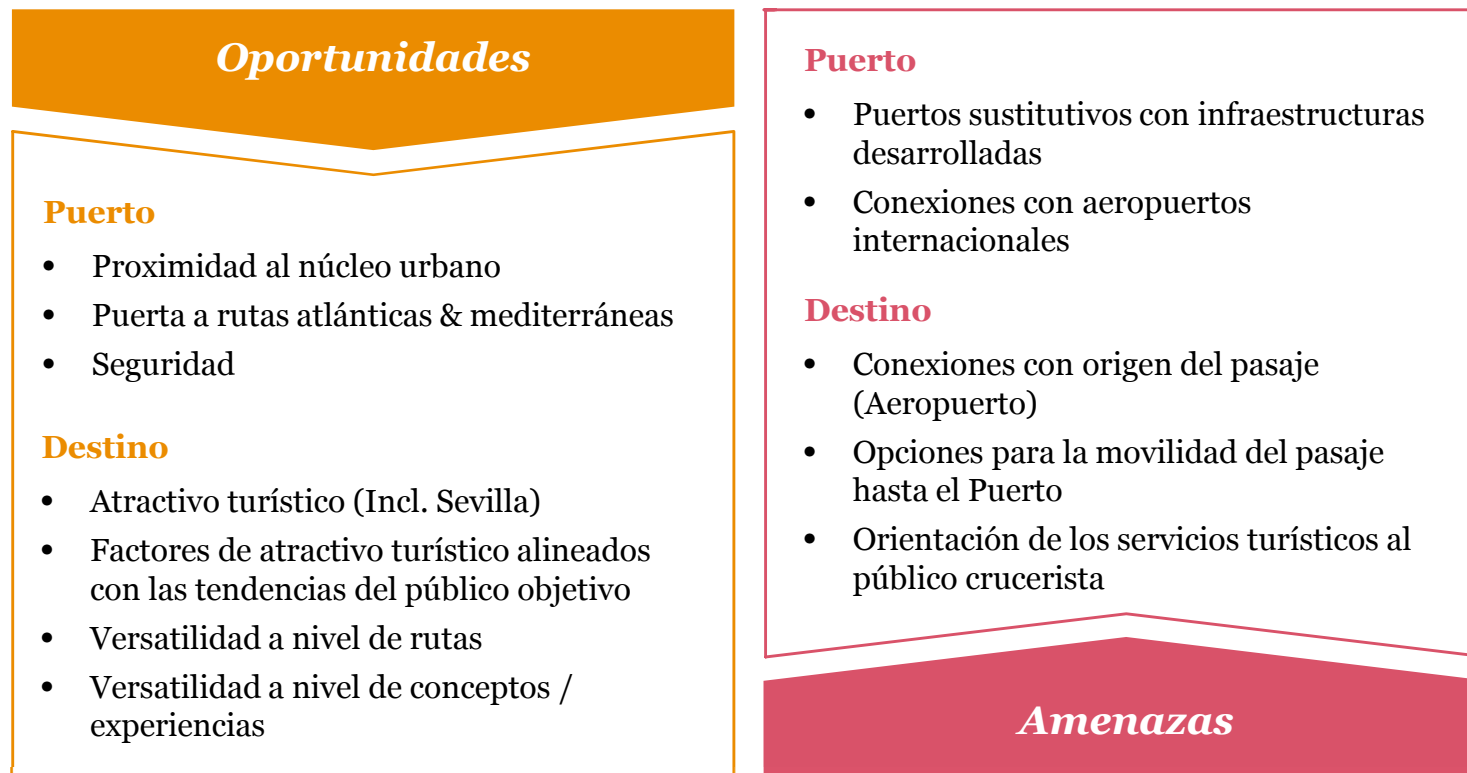 Oportunidades
Puerto
• Proximidad al núcleo urbano
• Puerta a rutas atlánticas & mediterráneas
• Seguridad
Destino
• Atractivo turístico (Incl. Sevilla)
• Factores de atractivo turístico alineados
con las tendencias del público objetivo
• Versatilidad a nivel de rutas
• Versatilidad a nivel de conceptos /
experiencias
Puerto
• Puertos sustitutivos con infraestructuras
desarrolladas
• Conexiones con aeropuertos
internacionales
Destino
• Conexiones con origen del pasaje
(Aeropuerto)
• Opciones para la movilidad del pasaje
hasta el Puerto
• Orientación de los servicios turísticos al
público crucerista
Amenazas